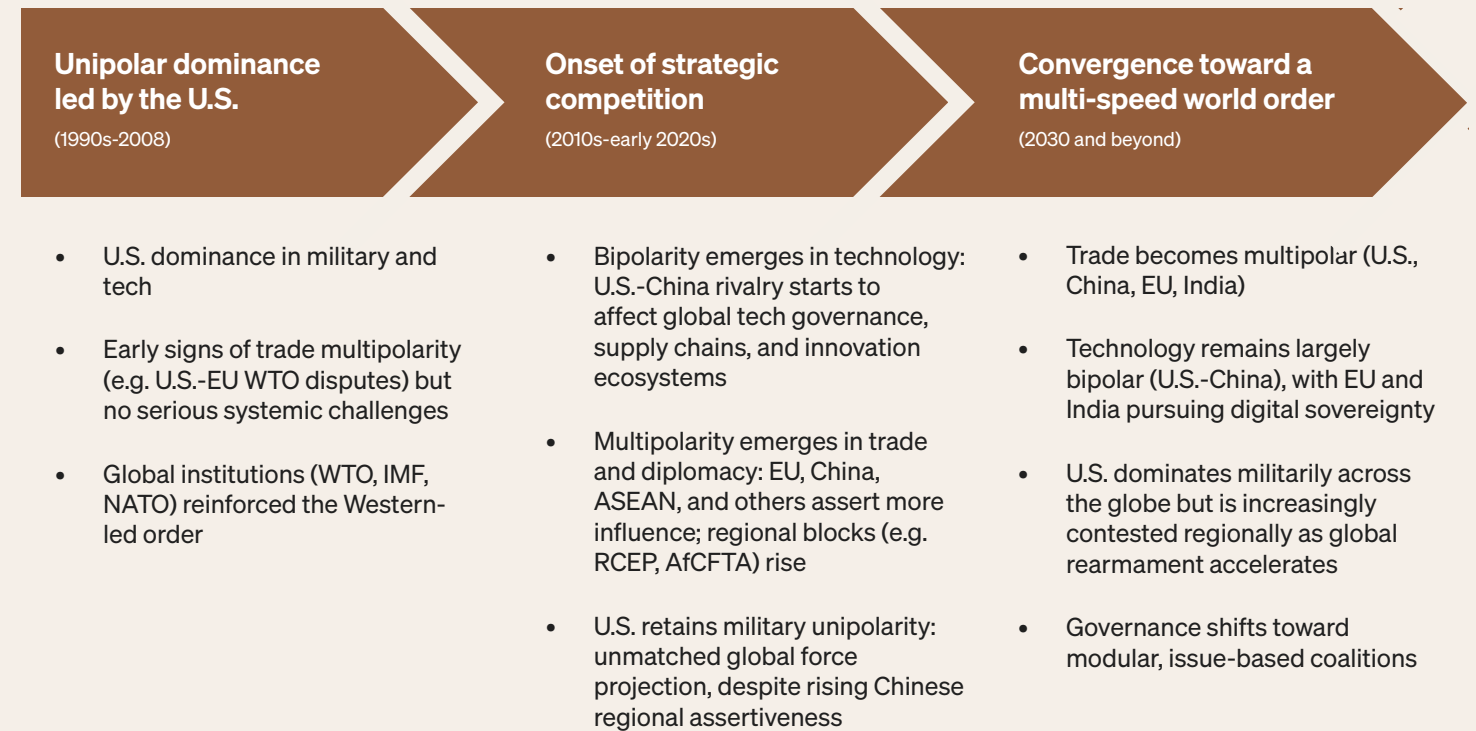 Unipolar dominance
led by the U.S.
(1990s-2008)
• U.S. dominance in military and
tech
• Early signs of trade multipolarity
(e.g. U.S.-EU WTO disputes) but
no serious systemic challenges
• Global institutions (WTO, IMF,
NATO) reinforced the Western-
led order
Onset of strategic
competition
(2010s-early 2020s)
• Bipolarity emerges in technology:
U.S.-China rivalry starts to
affect global tech governance,
supply chains, and innovation
ecosystems
• Multipolarity emerges in trade
and diplomacy: EU, China,
ASEAN, and others assert more
influence; regional blocks (e.g.
RCEP, AfCFTA) rise
• U.S. retains military unipolarity:
unmatched global force
projection, despite rising Chinese
regional assertiveness
Convergence toward a
multi-speed world order
(2030 and beyond)
• Trade becomes multipolar (U.S.,
China, EU, India)
• Technology remains largely
bipolar (U.S.-China), with EU and
India pursuing digital sovereignty
• U.S. dominates militarily across
the globe but is increasingly
contested regionally as global
rearmament accelerates
• Governance shifts toward
modular, issue-based coalitions